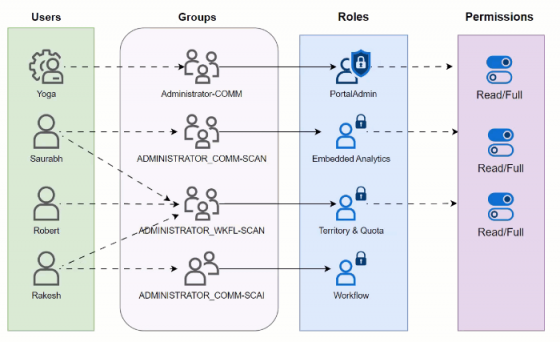 Users Groups Roles Permissions
Yoga Administrator-COMM PortalAdmin Read/Full
Saurabh ADMINISTRATOR_COMM-SCAN Embedded Analytics Read/Full
Robert ADMINISTRATOR_WKFL-SCAN Territory & Quota Read/Full
Rakesh ADMINISTRATOR_COMM-SCAI Workflow